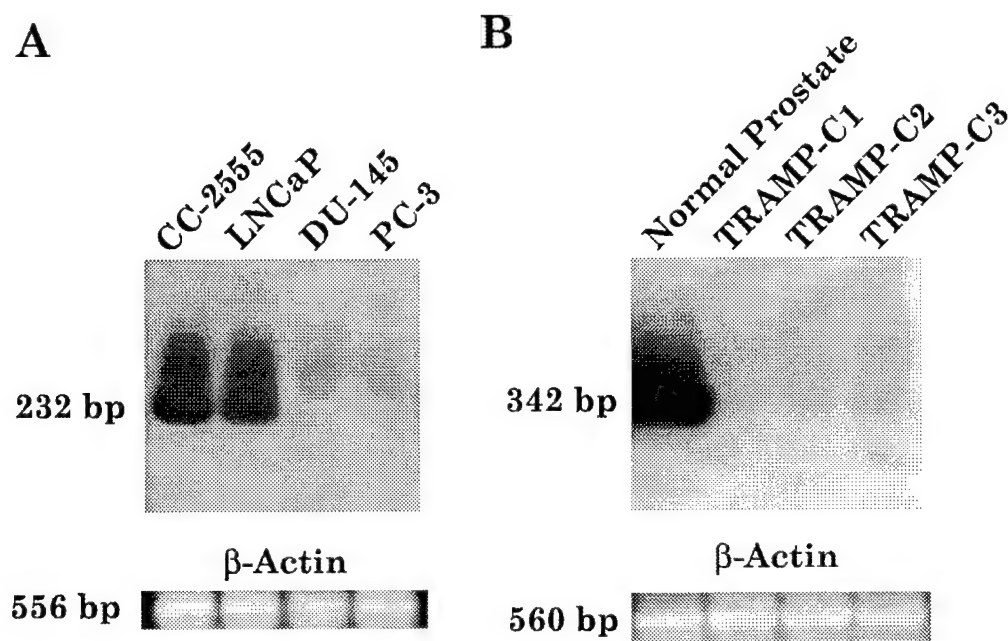 A
CC-2555
LNCaP
DU-145
PC-3
232 bp
β-Actin
556 bp
B
Normal Prostate
TRAMP-C1
TRAMP-C2
TRAMP-C3
342 bp
β-Actin
560 bp